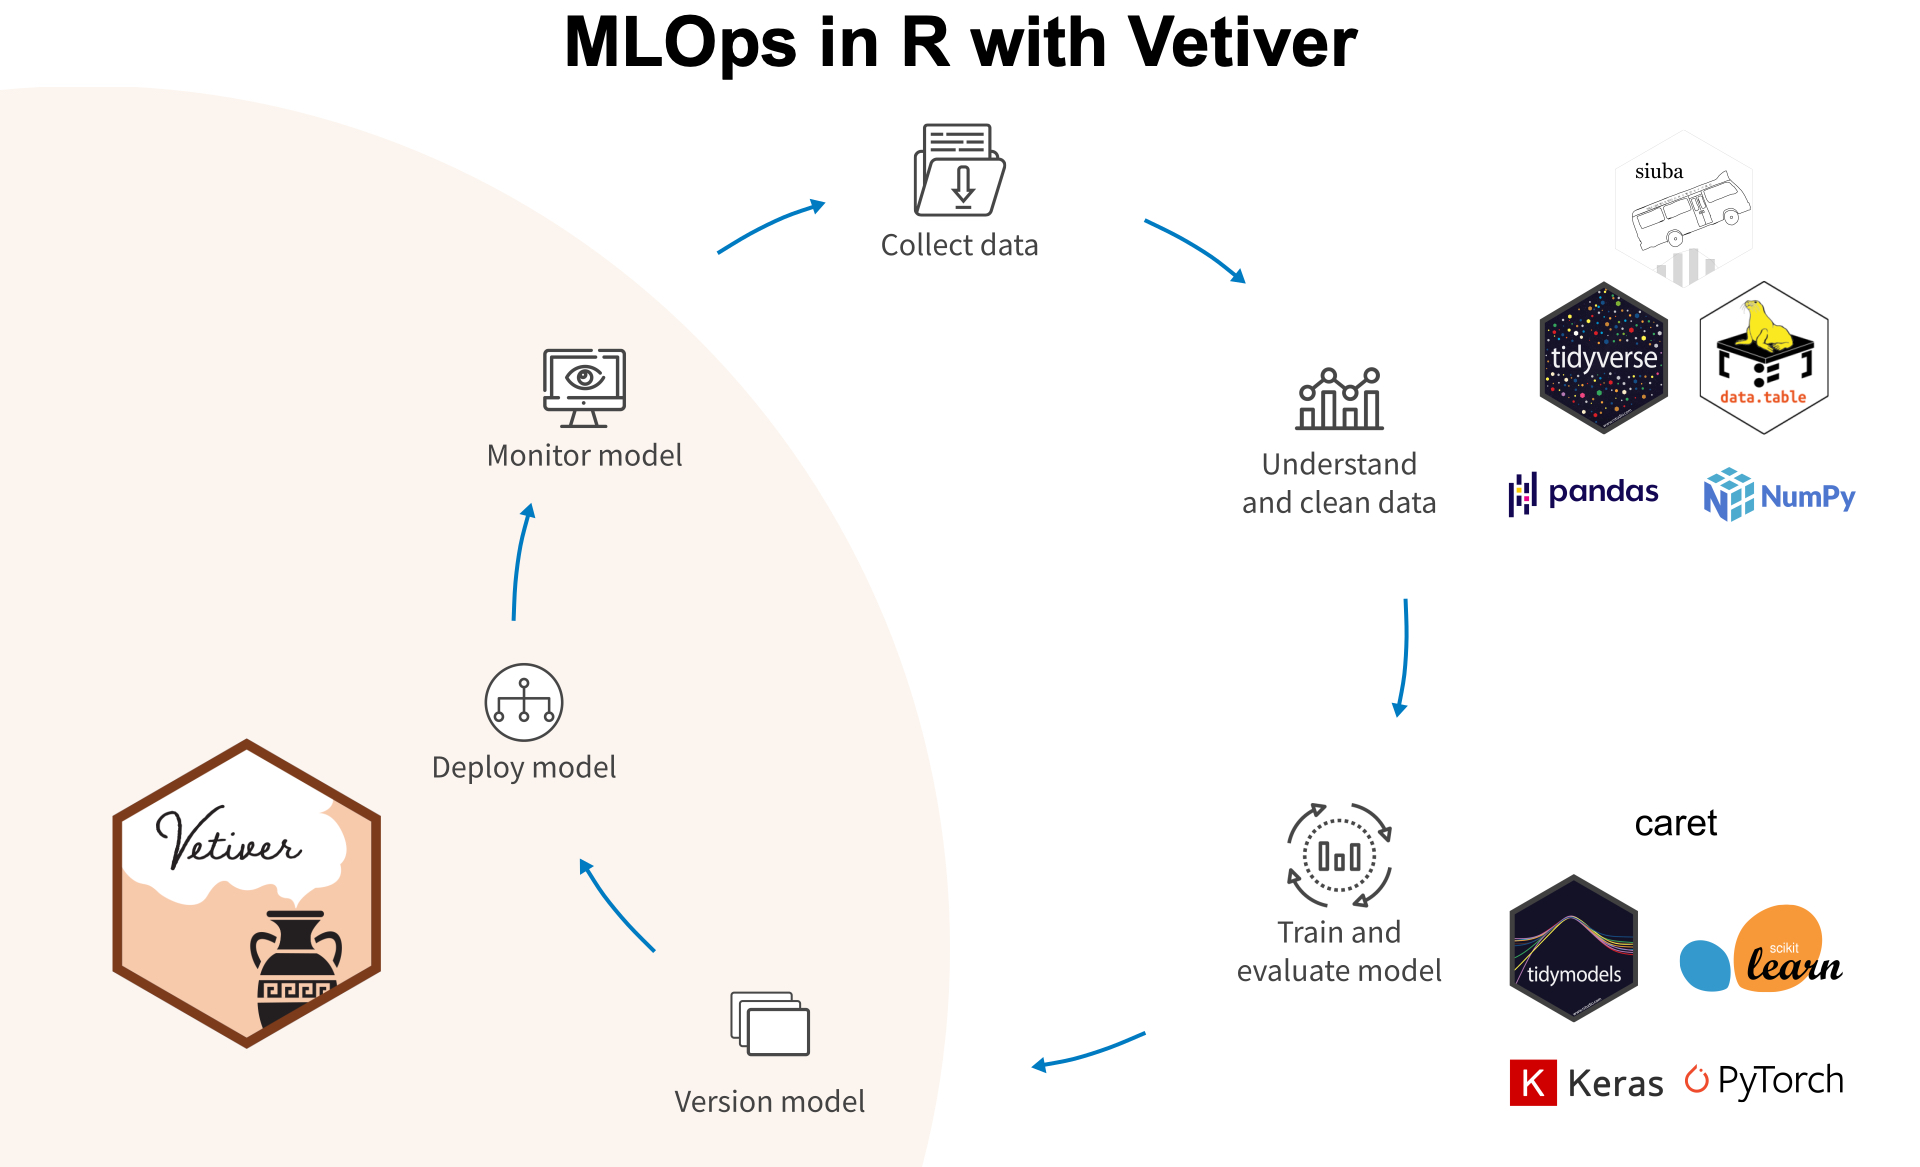 MLOps in R with Vetiver
Collect data
siuba
tidyverse
data.table
Monitor model
Understand
and clean data
pandas
NumPy
Deploy model
Vetiver
caret
Train and
evaluate model
tidymodels
scikit
learn
Version model
K Keras
PyTorch